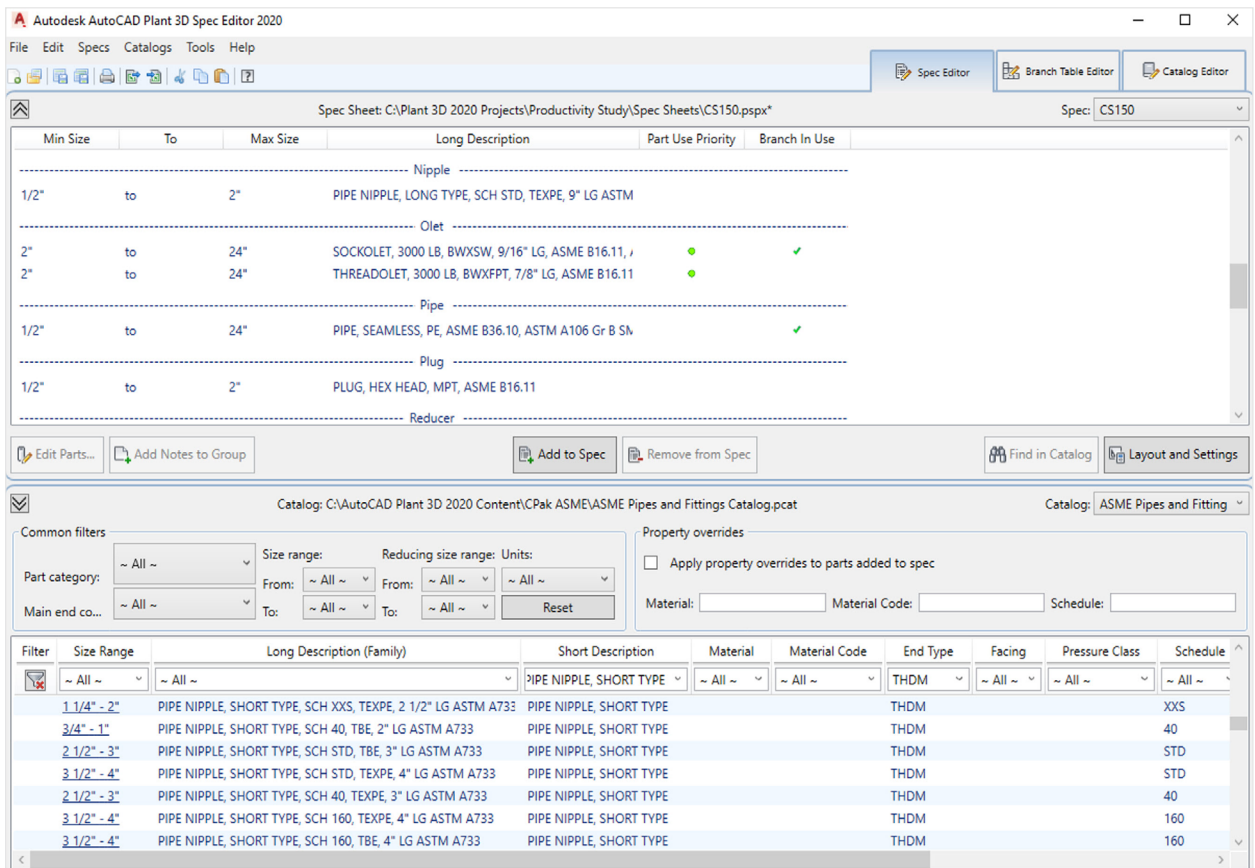 Autodesk AutoCAD Plant 3D Spec Editor 2020
File Edit Specs Catalogs Tools Help
Spec Editor Branch Table Editor Catalog Editor
Spec Sheet: C:\Plant 3D 2020 Projects\Productivity Study\Spec Sheets\CS150.pspx* Spec: CS150
Min Size To Max Size Long Description Part Use Priority Branch In Use
Nipple
1/2" to 2" PIPE NIPPLE, LONG TYPE, SCH STD, TEXPE, 9" LG ASTM
Olet
2" to 24" SOCKOLET, 3000 LB, BWXSW, 9/16" LG, ASME B16.11,
2" to 24" THREADOLET, 3000 LB, BWXFPT, 7/8" LG, ASME B16.11
Pipe
1/2" to 24" PIPE, SEAMLESS, PE, ASME B36.10, ASTM A106 Gr B
Plug
1/2" to 2" PLUG, HEX HEAD, MPT, ASME B16.11
Reducer
Edit Parts... Add Notes to Group Add to Spec Remove from Spec Find in Catalog Layout and Settings
Catalog: C:\AutoCAD Plant 3D 2020 Content\CPak ASME\ASME Pipes and Fittings Catalog.pcat Catalog: ASME Pipes and Fitting
Common filters Property overrides
Part category: ~ All ~ Size range: Reducing size range: Units: Apply property overrides to parts added to spec
From: ~ All ~ From: ~ All ~ ~ All ~
Main end co... ~ All ~ To: ~ All ~ To: ~ All ~ Reset Material: Material Code: Schedule:
Filter Size Range Long Description (Family) Short Description Material Material Code End Type Facing Pressure Class Schedule
~ All ~ ~ All ~ PIPE NIPPLE, SHORT TYPE ~ All ~ ~ All ~ THDM ~ All ~ ~ All ~ ~ All ~
1 1/4" - 2" PIPE NIPPLE, SHORT TYPE, SCH XXS, TEXPE, 2 1/2" LG ASTM A733 PIPE NIPPLE, SHORT TYPE THDM XXS
3/4" - 1" PIPE NIPPLE, SHORT TYPE, SCH 40, TBE, 2" LG ASTM A733 PIPE NIPPLE, SHORT TYPE THDM 40
2 1/2" - 3" PIPE NIPPLE, SHORT TYPE, SCH STD, TBE, 3" LG ASTM A733 PIPE NIPPLE, SHORT TYPE THDM STD
3 1/2" - 4" PIPE NIPPLE, SHORT TYPE, SCH STD, TEXPE, 4" LG ASTM A733 PIPE NIPPLE, SHORT TYPE THDM STD
2 1/2" - 3" PIPE NIPPLE, SHORT TYPE, SCH 40, TEXPE, 3" LG ASTM A733 PIPE NIPPLE, SHORT TYPE THDM 40
3 1/2" - 4" PIPE NIPPLE, SHORT TYPE, SCH 160, TEXPE, 4" LG ASTM A733 PIPE NIPPLE, SHORT TYPE THDM 160
3 1/2" - 4" PIPE NIPPLE, SHORT TYPE, SCH 160, TBE, 4" LG ASTM A733 PIPE NIPPLE, SHORT TYPE THDM 160